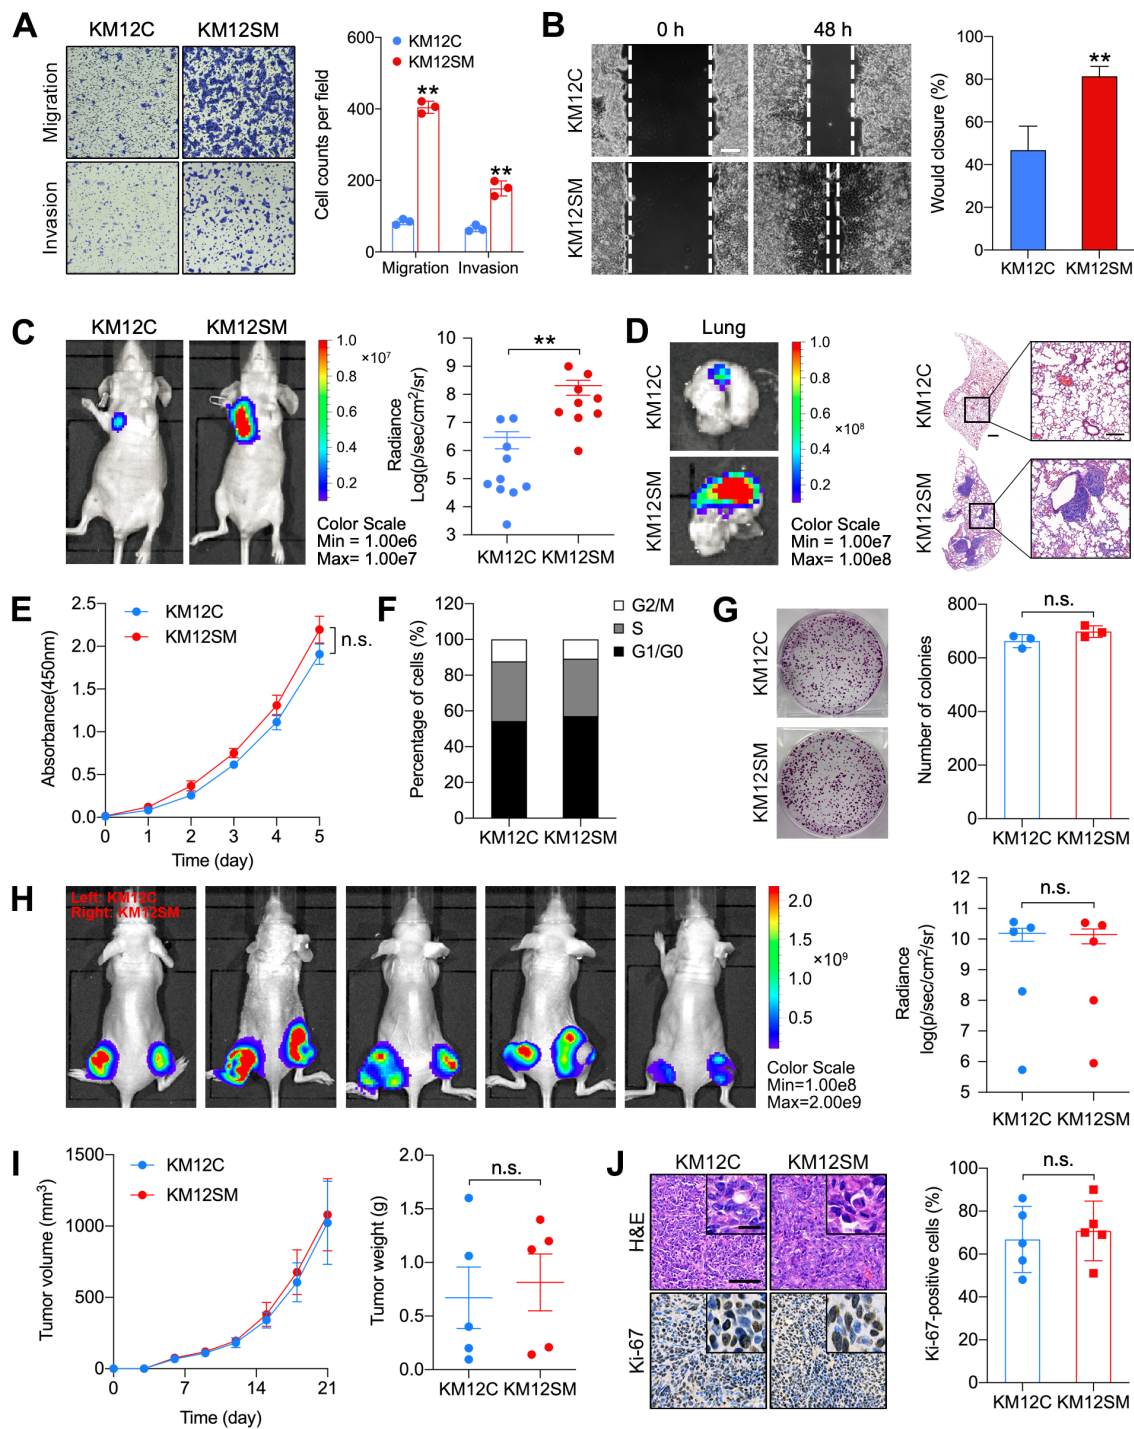 A
KM12C
KM12SM
Migration
Invasion
Cell counts per field
600
400
200
0
KM12C
KM12SM
**
**
Migration
Invasion
B
0 h
48 h
KM12C
KM12SM
Would closure (%)
100
80
60
40
20
0
**
KM12C
KM12SM
C
KM12C
KM12SM
1.0
×10⁷
0.8
0.6
0.4
0.2
Color Scale
Min = 1.00e6
Max= 1.00e7
Radiance
Log(p/sec/cm²/sr)
10
9
8
7
6
5
4
3
**
KM12C
KM12SM
D
Lung
KM12C
KM12SM
1.0
0.8
×10⁸
0.6
0.4
0.2
Color Scale
Min = 1.00e7
Max= 1.00e8
KM12C
KM12SM
E
Absorbance(450nm)
2.5
2.0
1.5
1.0
0.5
0.0
KM12C
KM12SM
n.s.
0 1 2 3 4 5
Time (day)
F
Percentage of cells (%)
120
100
80
60
40
20
0
G2/M
S
G1/G0
KM12C
KM12SM
G
KM12C
KM12SM
Number of colonies
800
600
400
200
0
n.s.
KM12C
KM12SM
H
Left: KM12C
Right: KM12SM
2.0
1.5
×10⁹
1.0
0.5
Color Scale
Min=1.00e8
Max=2.00e9
Radiance
log(p/sec/cm²/sr)
12
11
10
9
8
7
6
5
n.s.
KM12C
KM12SM
I
Tumor volume (mm³)
1500
1000
500
0
KM12C
KM12SM
0 7 14 21
Time (day)
Tumor weight (g)
2.0
1.5
1.0
0.5
0.0
n.s.
KM12C
KM12SM
J
KM12C
KM12SM
H&E
Ki-67
Ki-67-positive cells (%)
100
80
60
40
20
0
n.s.
KM12C
KM12SM